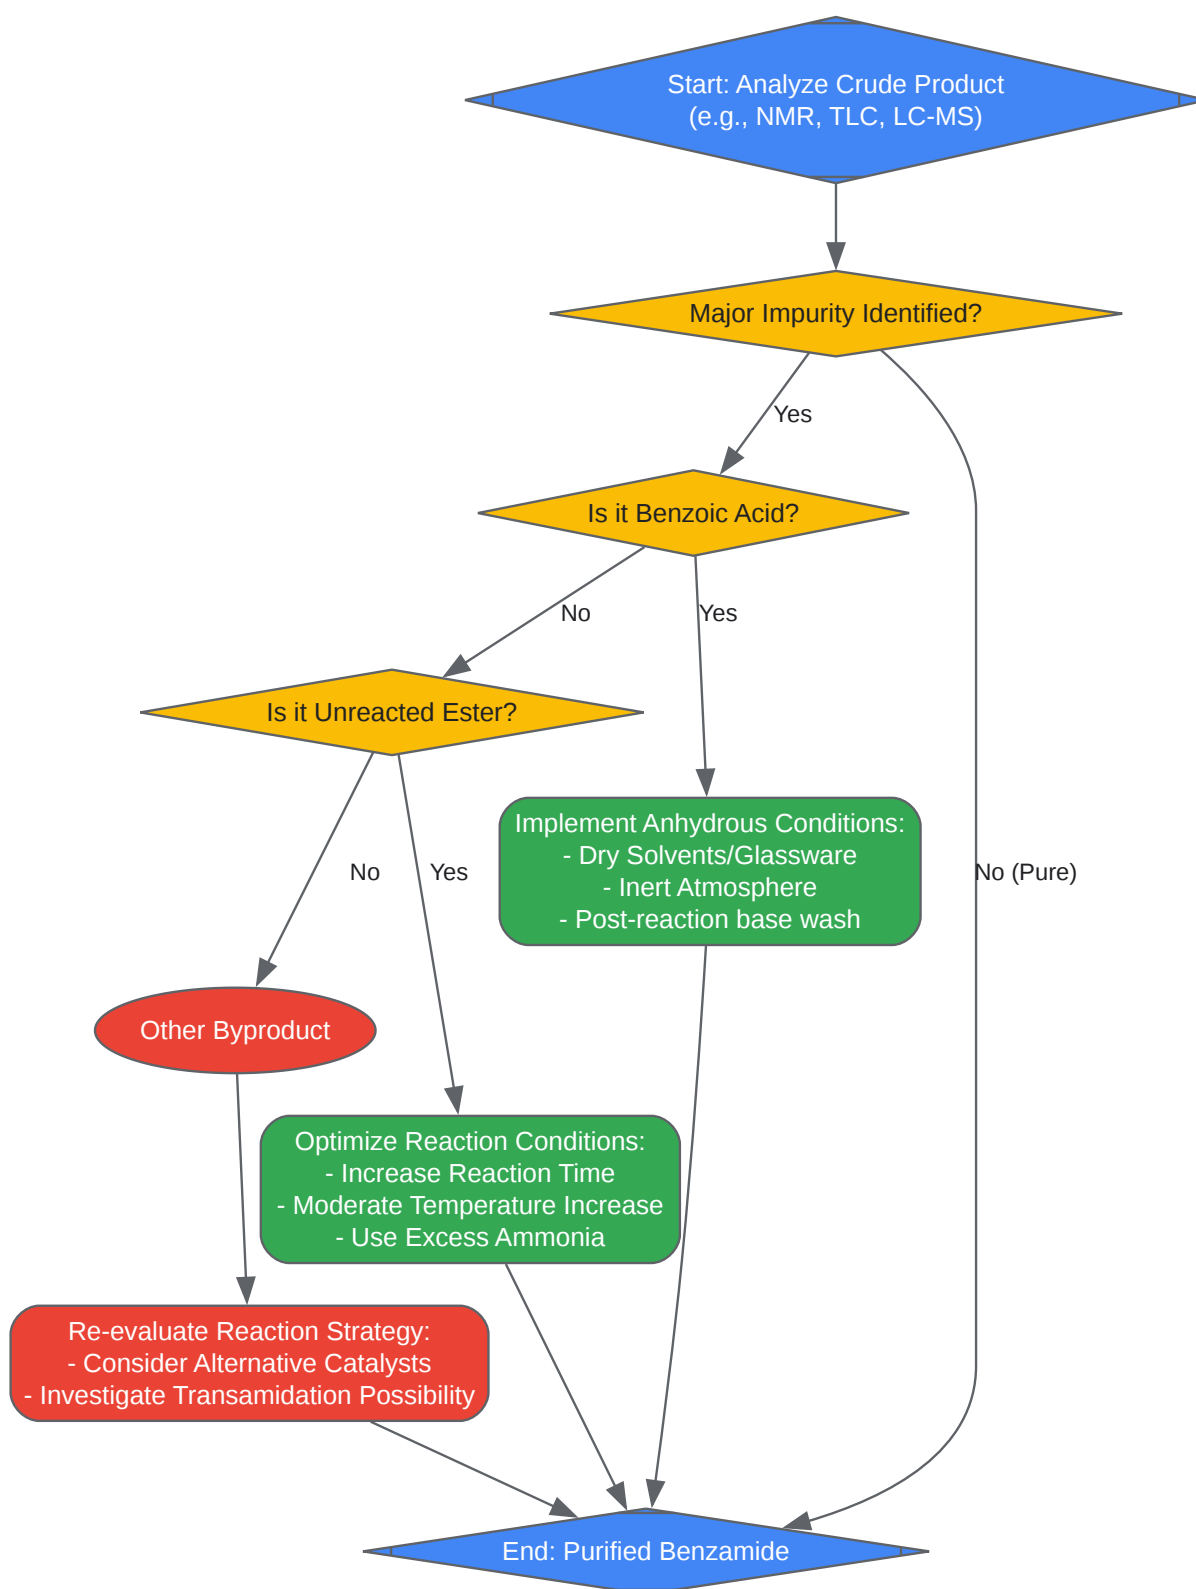 Start: Analyze Crude Product
(e.g., NMR, TLC, LC-MS)
Major Impurity Identified?
Yes
Is it Benzoic Acid?
No
Yes
Is it Unreacted Ester?
Implement Anhydrous Conditions:
- Dry Solvents/Glassware
- Inert Atmosphere
- Post-reaction base wash
No
Yes
No (Pure)
Other Byproduct
Optimize Reaction Conditions:
- Increase Reaction Time
- Moderate Temperature Increase
- Use Excess Ammonia
Re-evaluate Reaction Strategy:
- Consider Alternative Catalysts
- Investigate Transamidation Possibility
End: Purified Benzamide